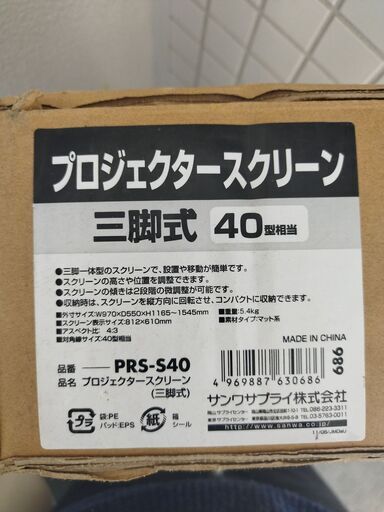 プロジェクタースクリーン
三脚式 40型相当
●三脚一体型のスクリーンで、設置や移動が簡単です。
●スクリーンの高さや位置を調整できます。
●スクリーンの傾きは2段階の微調整が可能です。
●収納時は、スクリーンを縦方向に回転させ、コンパクトに収納できます。
■外寸サイズ:W970×D550×H1165〜1545mm ■重量:5.4kg
■スクリーン表示サイズ:812×610mm ■素材タイプ:マット系
■アスペクト比: 4:3
■対角線サイズ:40型相当
MADE IN CHINA
品番 PRS-S40
品名 プロジェクタースクリーン
(三脚式)
4 969887 630686
999
プラ 袋:PE
パッド:EPS
紙 箱
シール
サンワサプライ株式会社
http://www.sanwa.co.jp/